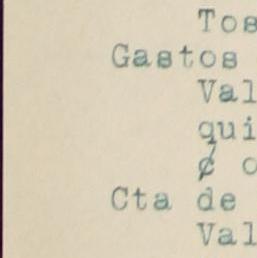 Tos
Gastos
Val
qui
₡ o
Cta de
Val